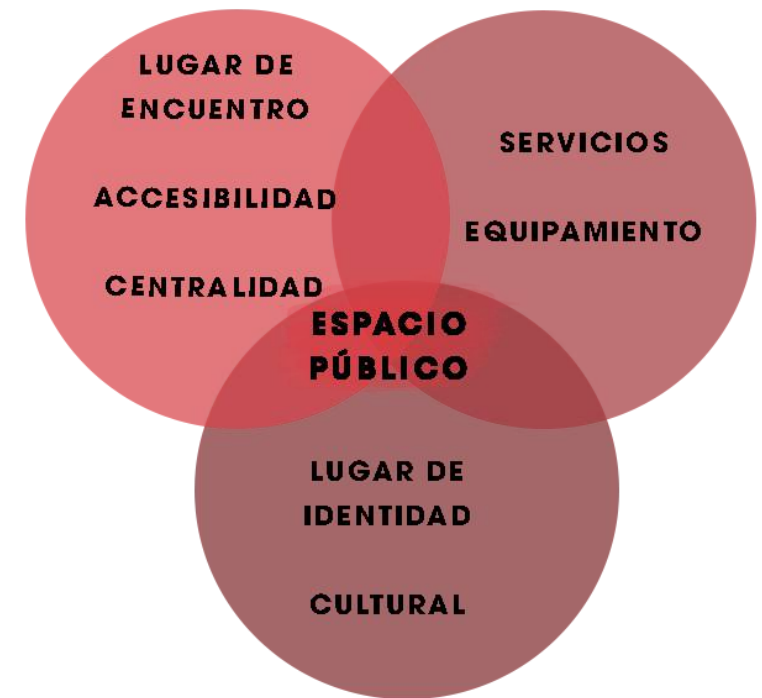 LUGAR DE
ENCUENTRO
ACCESIBILIDAD
CENTRALIDAD
SERVICIOS
EQUIPAMIENTO
ESPACIO
PÚBLICO
LUGAR DE
IDENTIDAD
CULTURAL